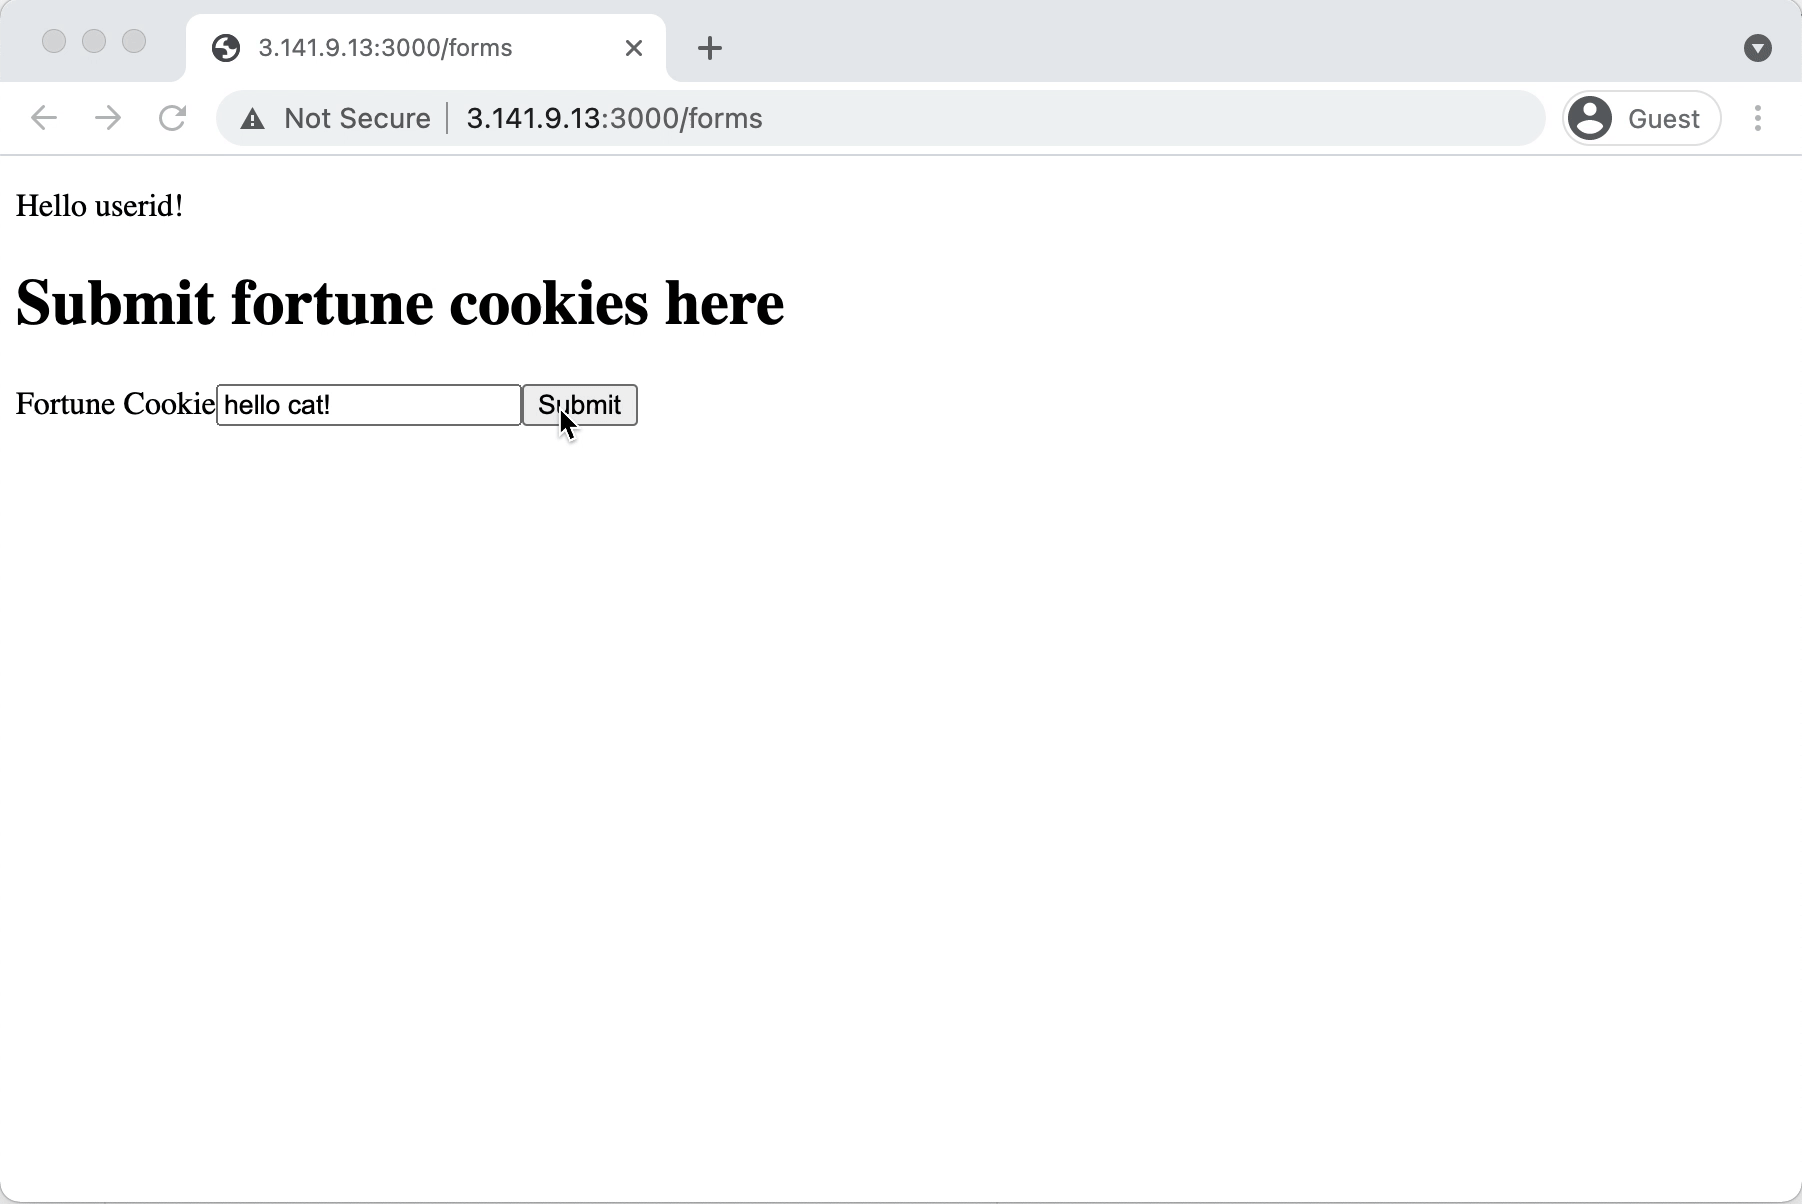 3.141.9.13:3000/forms
Not Secure 3.141.9.13:3000/forms Guest
Hello userid!
Submit fortune cookies here
Fortune Cookie hello cat! Submit